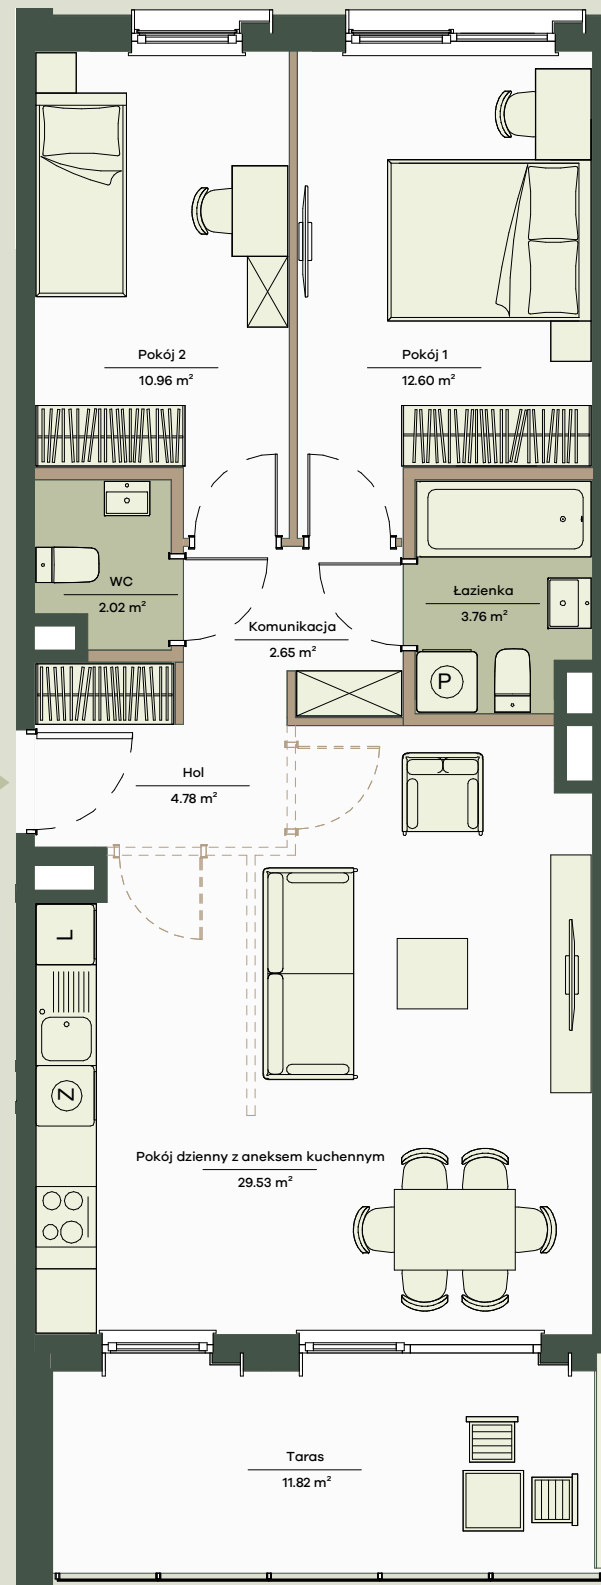 Pokój 2
10.96 m²
Pokój 1
12.60 m²
WC
2.02 m²
Łazienka
3.76 m²
Komunikacja
2.65 m²
P
Hol
4.78 m²
L
Z
Pokój dzienny z aneksem kuchennym
29.53 m²
Taras
11.82 m²